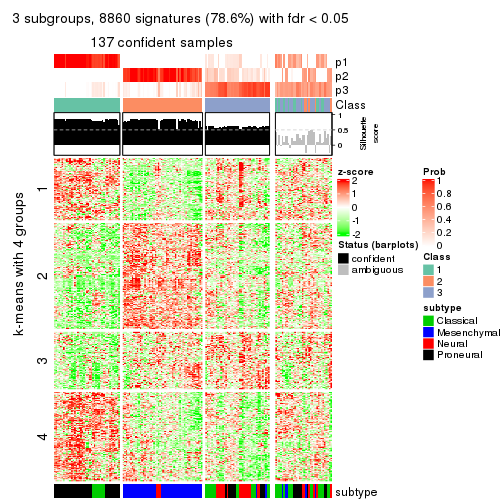 3 subgroups, 8860 signatures (78.6%) with fdr < 0.05
137 confident samples
p1
p2
p3
Class
1
0.5
0
Silhouette
score
k-means with 4 groups
1
2
3
4
z-score
2
1
0
-1
-2
Status (barplots)
confident
ambiguous
Prob
1
0.8
0.6
0.4
0.2
0
Class
1
2
3
subtype
Classical
Mesenchymal
Neural
Proneural
subtype